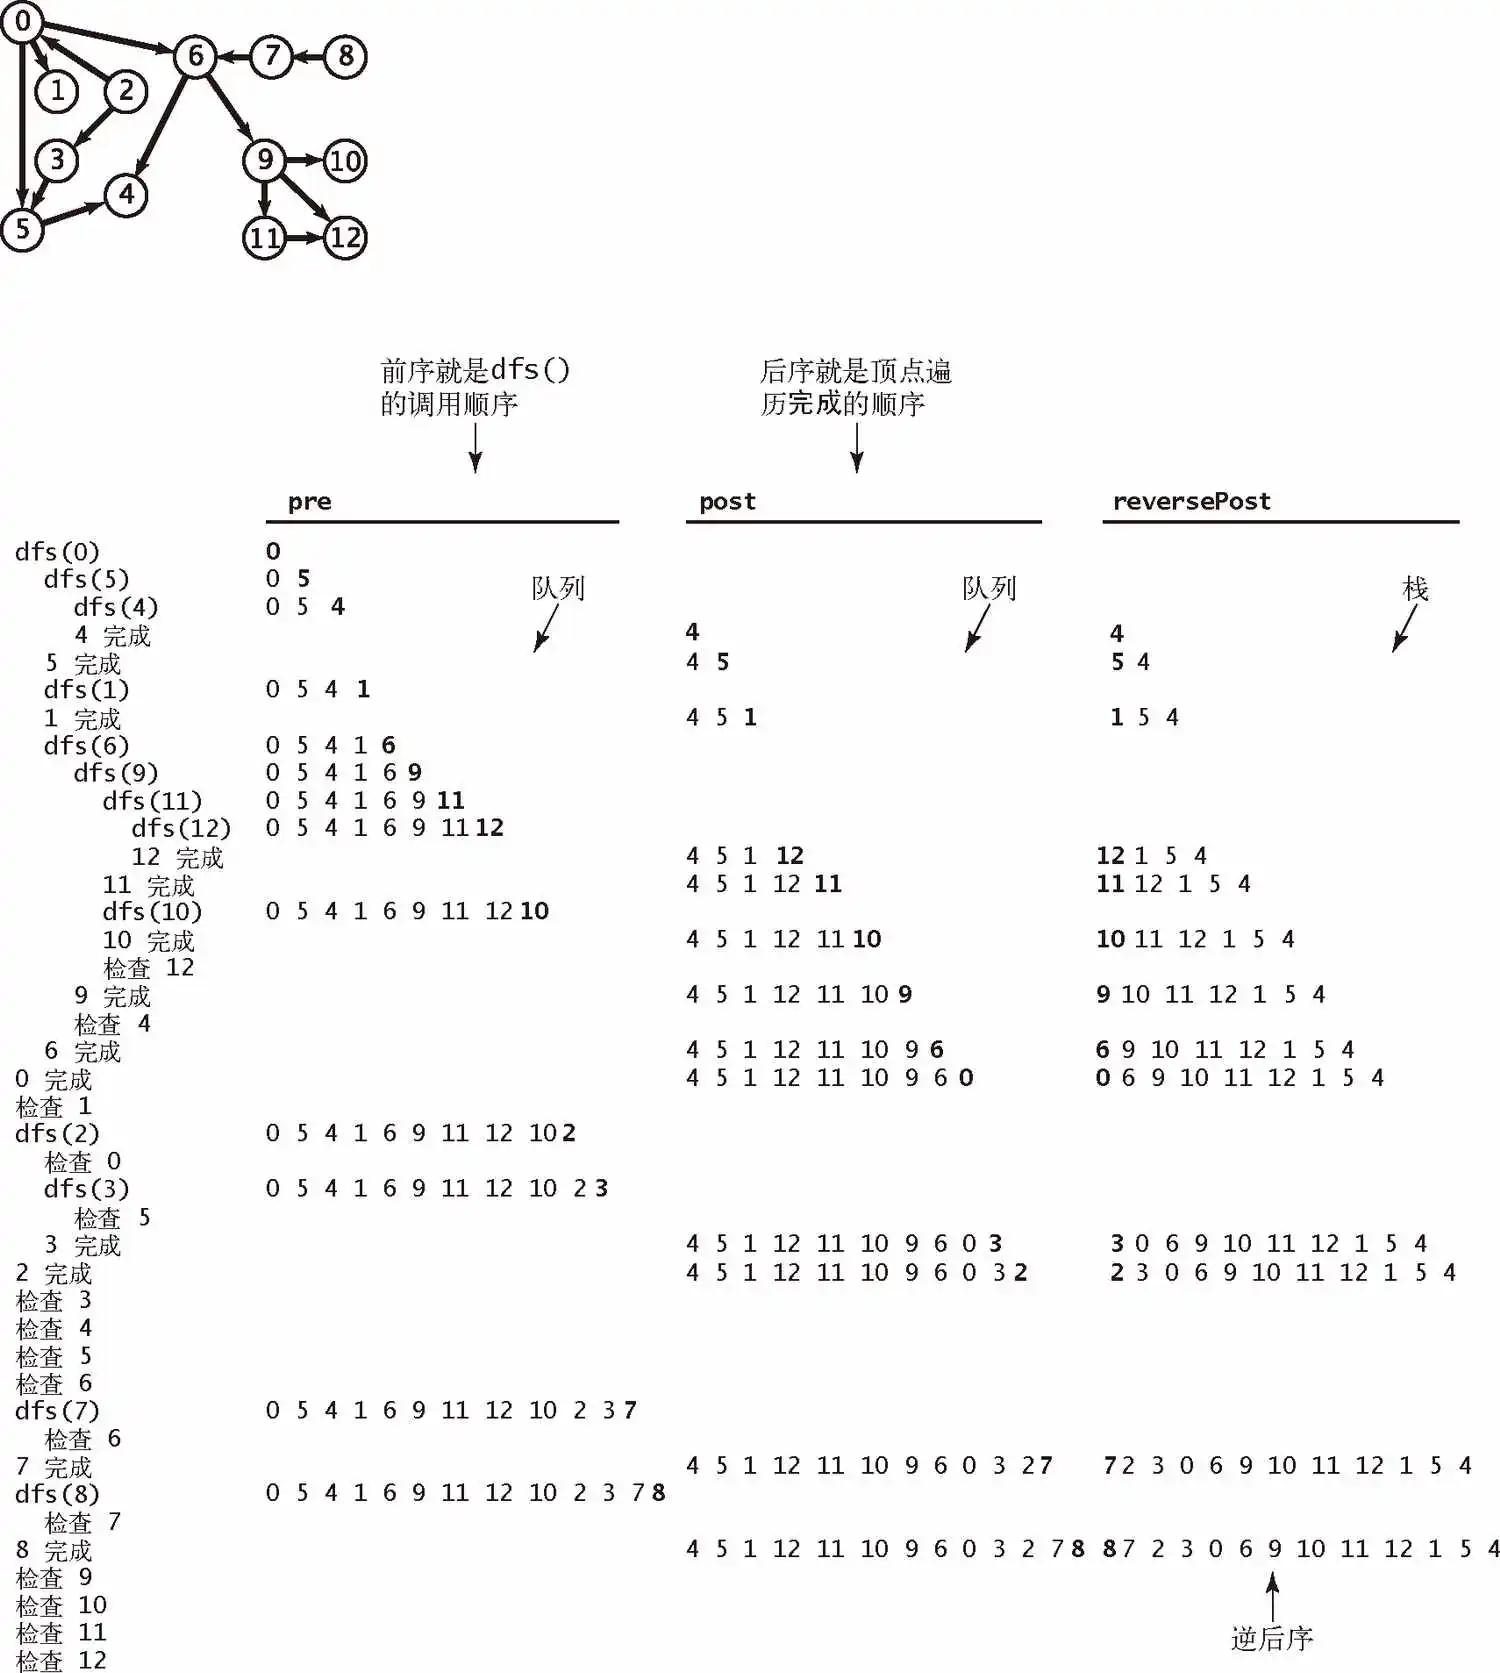 0
6
7
8
1
2
3
9
10
4
5
11
12
前序就是dfs()
的调用顺序
后序就是顶点遍
历完成的顺序
pre post reversePost
dfs(0) 0
dfs(5) 0 5
队列 队列 栈
dfs(4) 0 5 4
4 完成 4 4
5 完成 4 5 5 4
dfs(1) 0 5 4 1
1 完成 4 5 1 1 5 4
dfs(6) 0 5 4 1 6
dfs(9) 0 5 4 1 6 9
dfs(11) 0 5 4 1 6 9 11
dfs(12) 0 5 4 1 6 9 11 12
12 完成 4 5 1 12 12 1 5 4
11 完成 4 5 1 12 11 11 12 1 5 4
dfs(10) 0 5 4 1 6 9 11 12 10
10 完成 4 5 1 12 11 10 10 11 12 1 5 4
检查 12
9 完成 4 5 1 12 11 10 9 9 10 11 12 1 5 4
检查 4
6 完成 4 5 1 12 11 10 9 6 6 9 10 11 12 1 5 4
0 完成 4 5 1 12 11 10 9 6 0 0 6 9 10 11 12 1 5 4
检查 1
dfs(2) 0 5 4 1 6 9 11 12 10 2
检查 0
dfs(3) 0 5 4 1 6 9 11 12 10 2 3
检查 5
3 完成 4 5 1 12 11 10 9 6 0 3 3 0 6 9 10 11 12 1 5 4
2 完成 4 5 1 12 11 10 9 6 0 3 2 2 3 0 6 9 10 11 12 1 5 4
检查 3
检查 4
检查 5
检查 6
dfs(7) 0 5 4 1 6 9 11 12 10 2 3 7
检查 6
7 完成 4 5 1 12 11 10 9 6 0 3 2 7 7 2 3 0 6 9 10 11 12 1 5 4
dfs(8) 0 5 4 1 6 9 11 12 10 2 3 7 8
检查 7
8 完成 4 5 1 12 11 10 9 6 0 3 2 7 8 8 7 2 3 0 6 9 10 11 12 1 5 4
检查 9
检查 10
检查 11
逆后序
检查 12